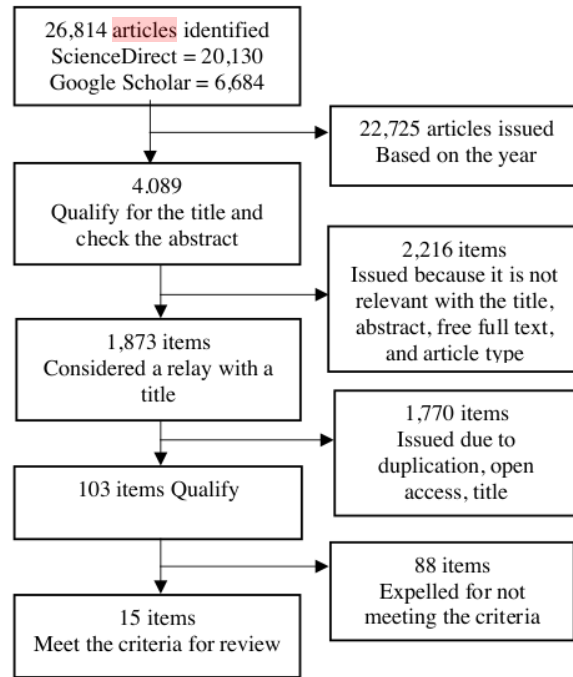 26,814 articles identified
ScienceDirect = 20,130
Google Scholar = 6,684
22,725 articles issued
Based on the year
4.089
Qualify for the title and
check the abstract
2,216 items
Issued because it is not
relevant with the title,
abstract, free full text,
and article type
1,873 items
Considered a relay with a
title
1,770 items
Issued due to
duplication, open
access, title
103 items Qualify
88 items
Expelled for not
meeting the criteria
15 items
Meet the criteria for review